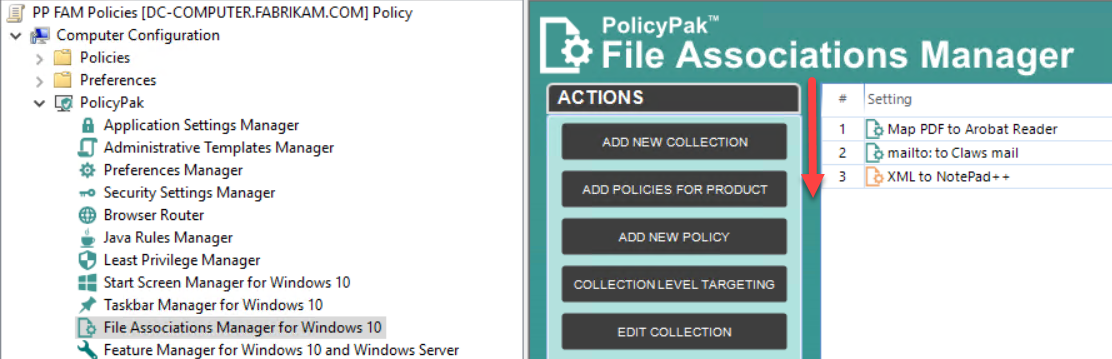 PP FAM Policies [DC-COMPUTER.FABRIKAM.COM] Policy
Computer Configuration
Policies
Preferences
PolicyPak
Application Settings Manager
Administrative Templates Manager
Preferences Manager
Security Settings Manager
Browser Router
Java Rules Manager
Least Privilege Manager
Start Screen Manager for Windows 10
Taskbar Manager for Windows 10
File Associations Manager for Windows 10
Feature Manager for Windows 10 and Windows Server
PolicyPak™
File Associations Manager
ACTIONS
ADD NEW COLLECTION
ADD POLICIES FOR PRODUCT
ADD NEW POLICY
COLLECTION LEVEL TARGETING
EDIT COLLECTION
# Setting
1 Map PDF to Arobat Reader
2 mailto: to Claws mail
3 XML to NotePad++